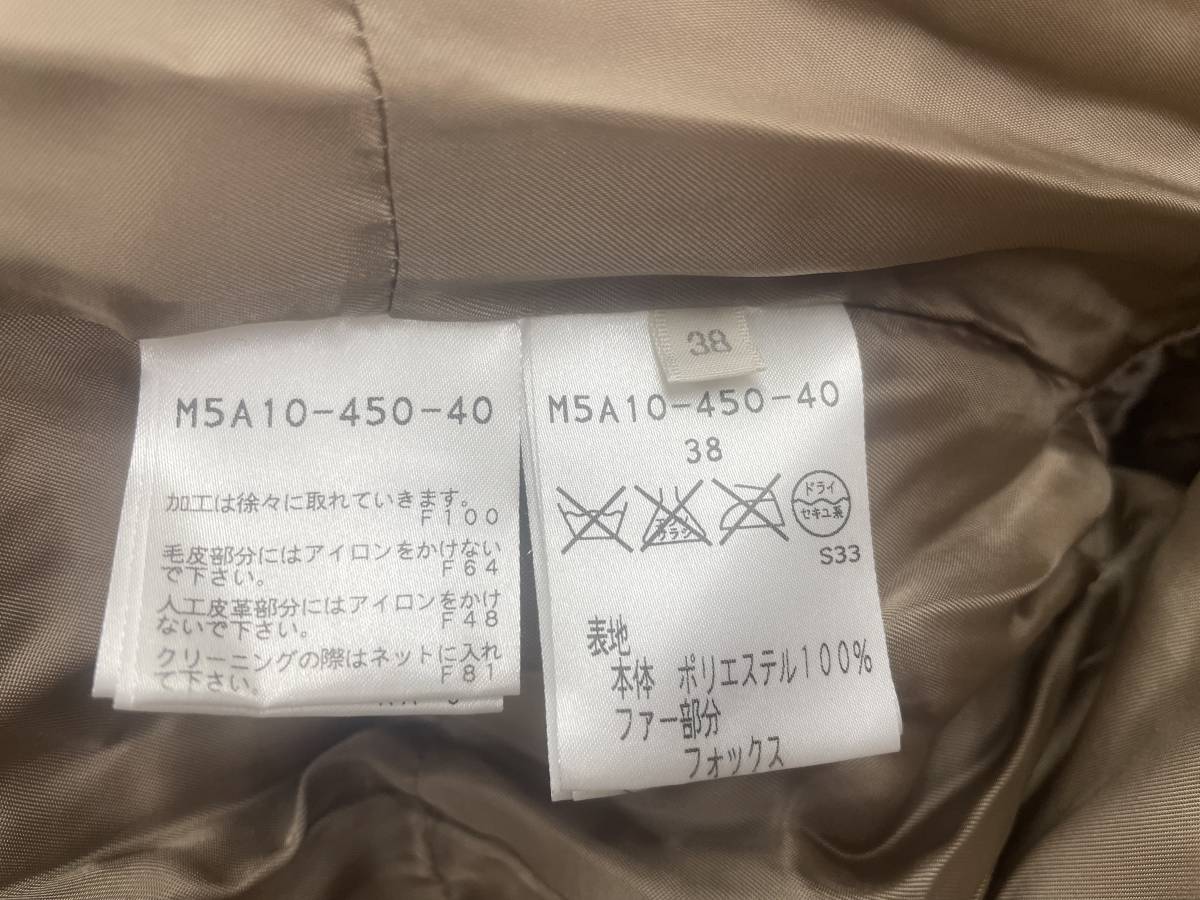 M5A10-450-40
加工は徐々に取れていきます。
F100
毛皮部分にはアイロンをかけない
で下さい。 F64
人工皮革部分にはアイロンをかけ
ないで下さい。 F48
クリーニングの際はネットに入れ
て下さい。 F81
38
M5A10-450-40
38
ドライ
セキユ系
S33
表地
本体 ポリエステル100%
ファー部分
フォックス